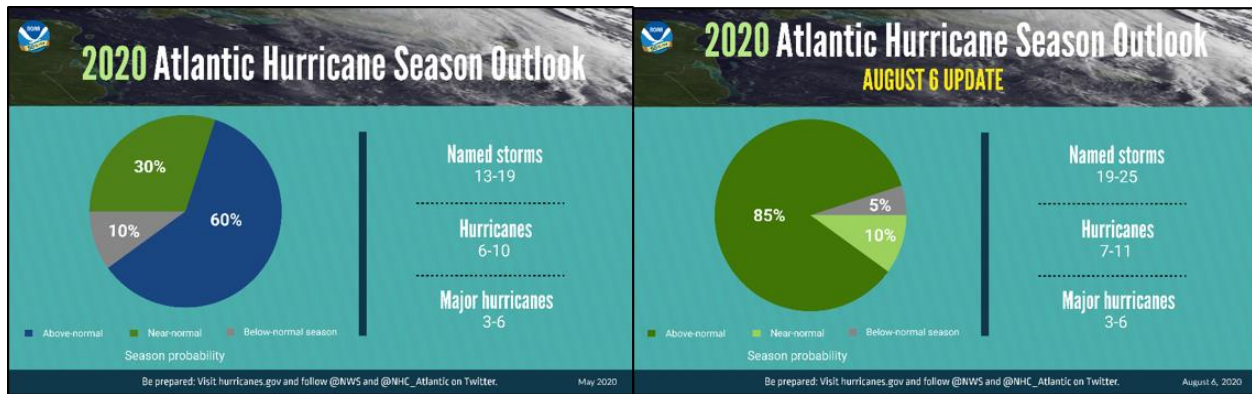 2020 Atlantic Hurricane Season Outlook
30%
60%
10%
Named storms
13-19
Hurricanes
6-10
Major hurricanes
3-6
Above-normal
Near-normal
Below-normal season
Season probability
Be prepared: Visit hurricanes.gov and follow @NWS and @NHC_Atlantic on Twitter.
May 2020
2020 Atlantic Hurricane Season Outlook
AUGUST 6 UPDATE
85%
5%
10%
Named storms
19-25
Hurricanes
7-11
Major hurricanes
3-6
Above-normal
Near-normal
Below-normal season
Season probability
Be prepared: Visit hurricanes.gov and follow @NWS and @NHC_Atlantic on Twitter.
August 6, 2020